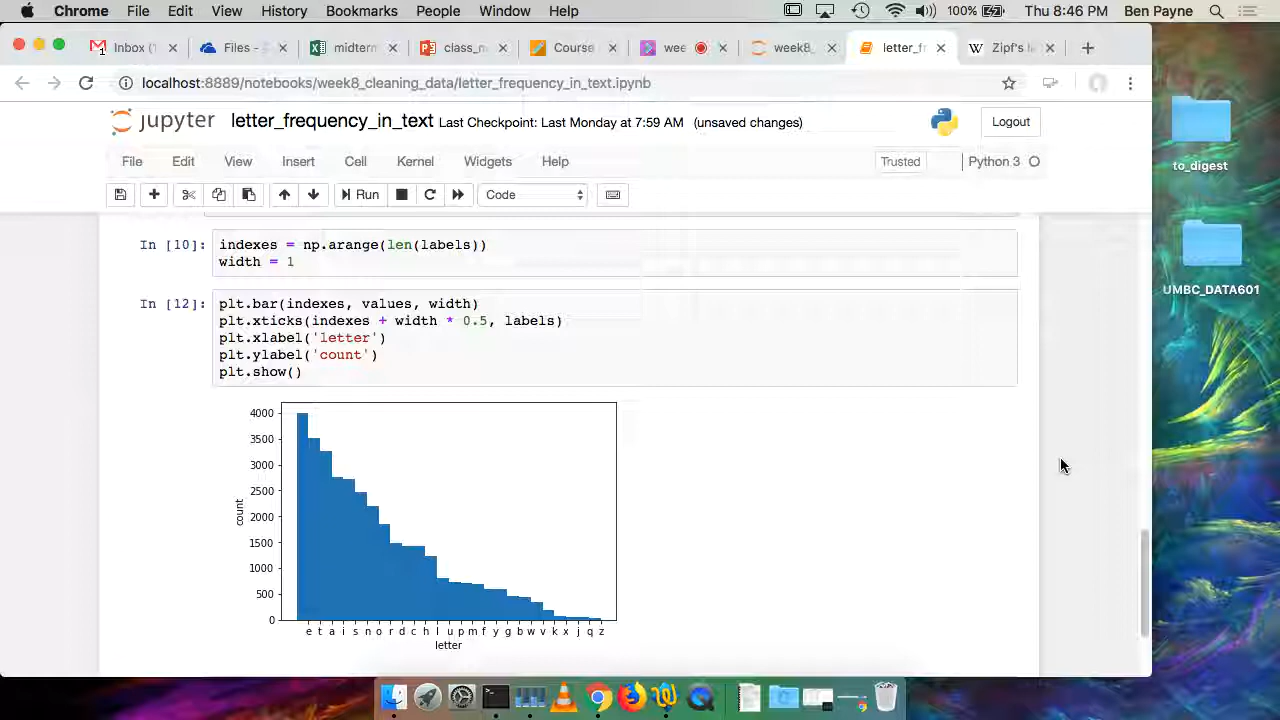 Chrome File Edit View History Bookmarks People Window Help 100% Thu 8:46 PM Ben Payne
Inbox (1 Files - S midterm class_n Course wee week8_ letter_fr Zipf's l
localhost:8889/notebooks/week8_cleaning_data/letter_frequency_in_text.ipynb
jupyter letter_frequency_in_text Last Checkpoint: Last Monday at 7:59 AM (unsaved changes) Logout
File Edit View Insert Cell Kernel Widgets Help Trusted Python 3
Run Code
In [10]: indexes = np.arange(len(labels))
width = 1
In [12]: plt.bar(indexes, values, width)
plt.xticks(indexes + width * 0.5, labels)
plt.xlabel('letter')
plt.ylabel('count')
plt.show()
4000
3500
3000
2500
2000
1500
1000
500
0
count
e t a i s n o r d c h l u p m f y g b w v k x j q z
letter
to_digest
UMBC_DATA601